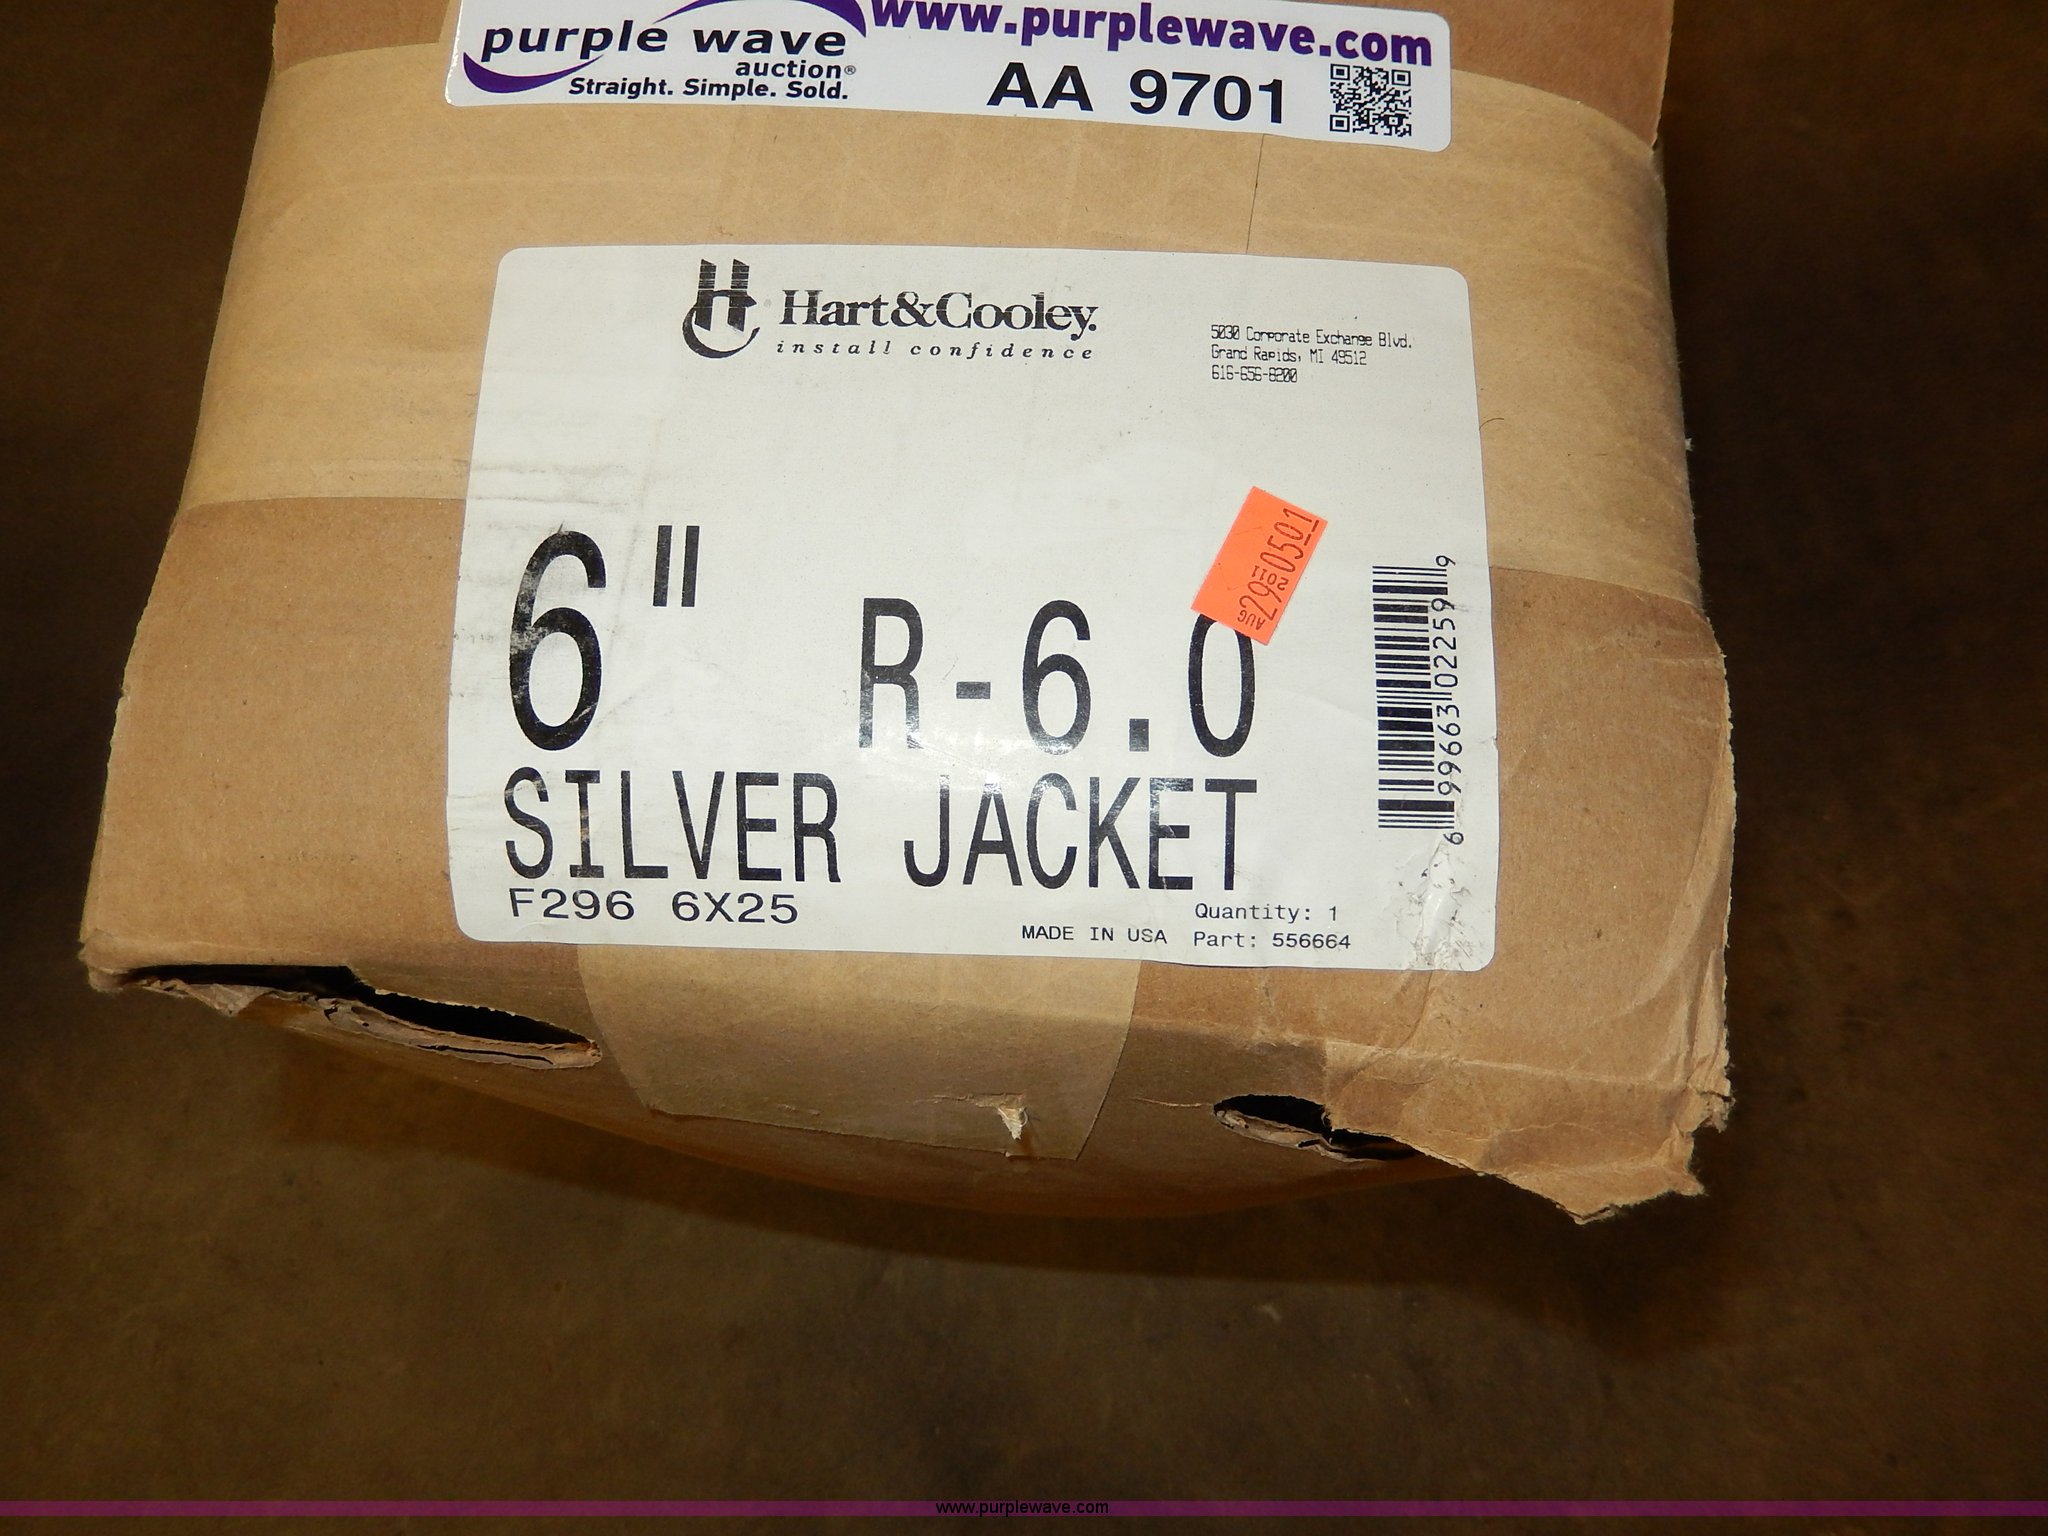 www.purplewave.com
purple wave
auction®
Straight. Simple. Sold.
AA 9701
Hart&Cooley.
install confidence
5030 Corporate Exchange Blvd.
Grand Rapids, MI 49512
616-656-8200
AUG 29 2011 0501
6" R-6.0
SILVER JACKET
F296 6X25
MADE IN USA
Quantity: 1
Part: 556664
6 99663 02259 9
www.purplewave.com